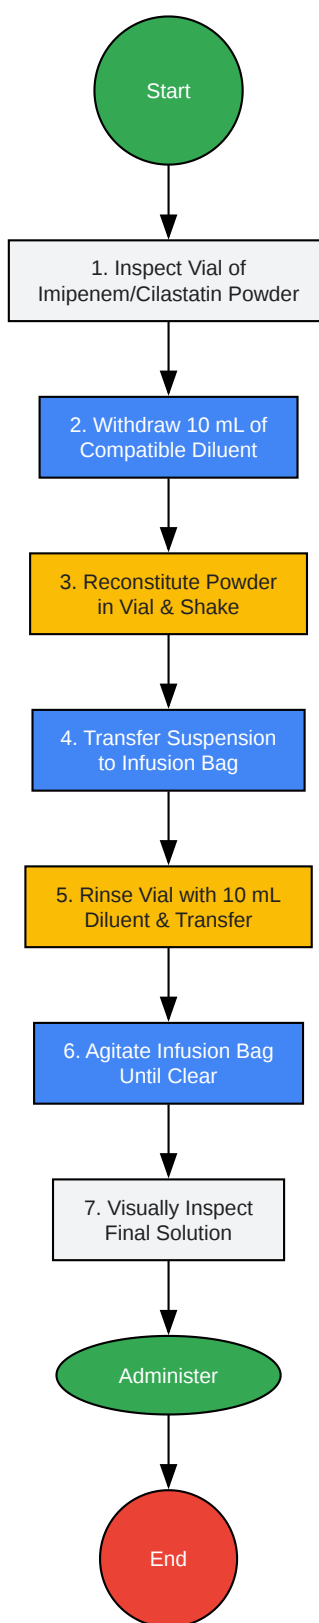 Start
1. Inspect Vial of
Imipenem/Cilastatin Powder
2. Withdraw 10 mL of
Compatible Diluent
3. Reconstitute Powder
in Vial & Shake
4. Transfer Suspension
to Infusion Bag
5. Rinse Vial with 10 mL
Diluent & Transfer
6. Agitate Infusion Bag
Until Clear
7. Visually Inspect
Final Solution
Administer
End